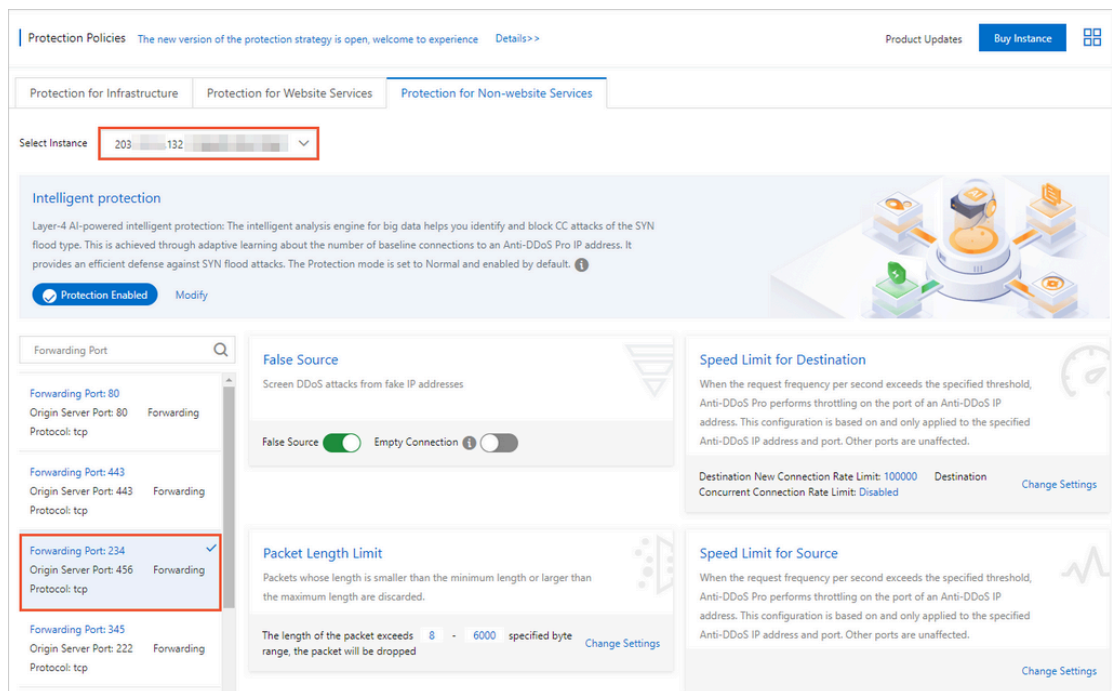 Protection Policies The new version of the protection strategy is open, welcome to experience Details>> Product Updates Buy Instance
Protection for Infrastructure Protection for Website Services Protection for Non-website Services
Select Instance 203 132
Intelligent protection
Layer-4 AI-powered intelligent protection: The intelligent analysis engine for big data helps you identify and block CC attacks of the SYN
flood type. This is achieved through adaptive learning about the number of baseline connections to an Anti-DDoS Pro IP address. It
provides an efficient defense against SYN flood attacks. The Protection mode is set to Normal and enabled by default.
Protection Enabled Modify
Forwarding Port
Forwarding Port: 80
Origin Server Port: 80 Forwarding
Protocol: tcp
Forwarding Port: 443
Origin Server Port: 443 Forwarding
Protocol: tcp
Forwarding Port: 234
Origin Server Port: 456 Forwarding
Protocol: tcp
Forwarding Port: 345
Origin Server Port: 222 Forwarding
Protocol: tcp
False Source
Screen DDoS attacks from fake IP addresses
False Source Empty Connection
Speed Limit for Destination
When the request frequency per second exceeds the specified threshold,
Anti-DDoS Pro performs throttling on the port of an Anti-DDoS IP
address. This configuration is based on and only applied to the specified
Anti-DDoS IP address and port. Other ports are unaffected.
Destination New Connection Rate Limit: 100000 Destination
Concurrent Connection Rate Limit: Disabled
Change Settings
Packet Length Limit
Packets whose length is smaller than the minimum length or larger than
the maximum length are discarded.
The length of the packet exceeds 8 - 6000 specified byte
range, the packet will be dropped
Change Settings
Speed Limit for Source
When the request frequency per second exceeds the specified threshold,
Anti-DDoS Pro performs throttling on the port of an Anti-DDoS IP
address. This configuration is based on and only applied to the specified
Anti-DDoS IP address and port. Other ports are unaffected.
Change Settings